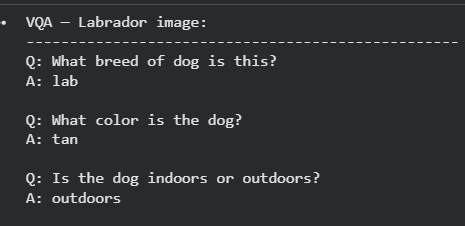 • VQA — Labrador image:
--------------------------------------------------
Q: What breed of dog is this?
A: lab
Q: What color is the dog?
A: tan
Q: Is the dog indoors or outdoors?
A: outdoors